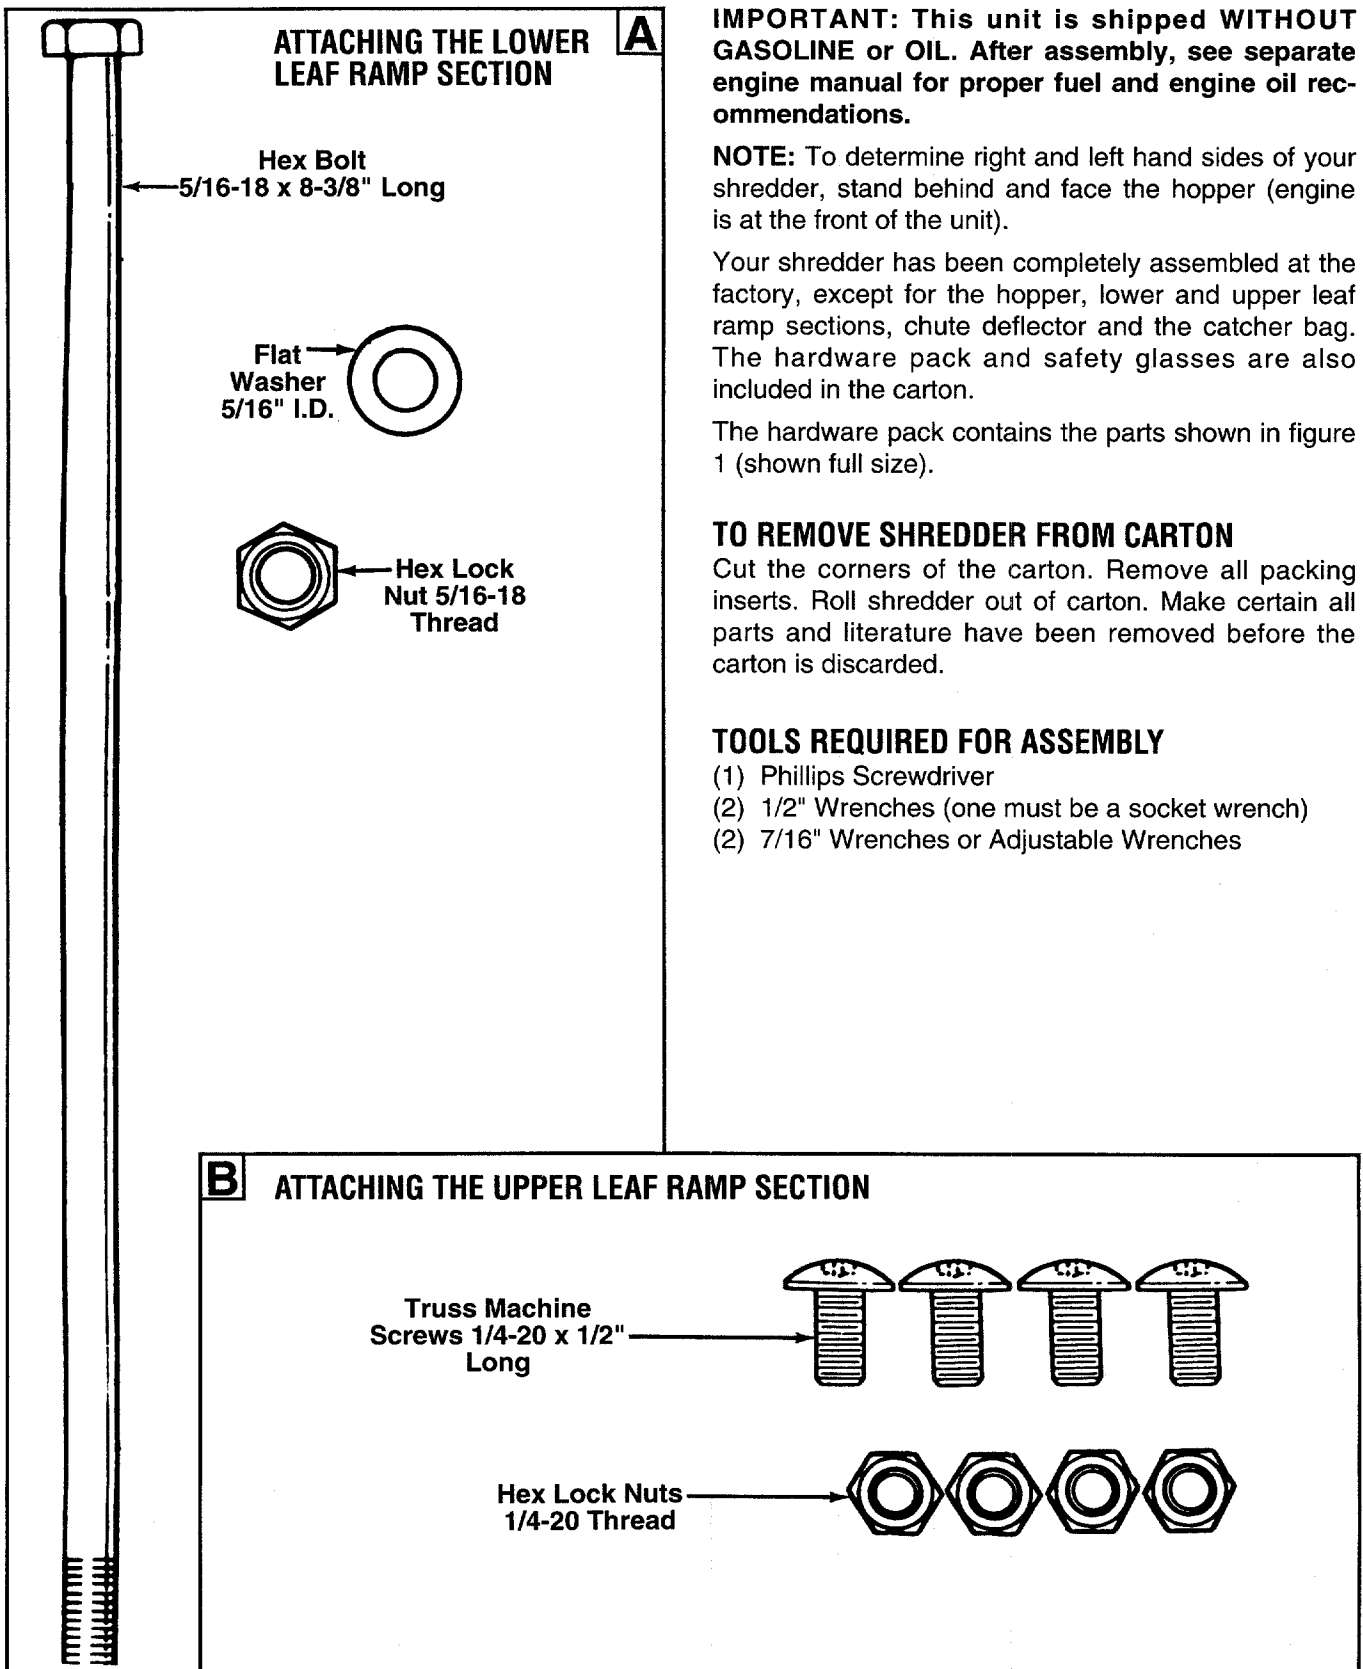 ATTACHING THE LOWER
LEAF RAMP SECTION
A
Hex Bolt
5/16-18 x 8-3/8" Long
Flat
Washer
5/16" I.D.
Hex Lock
Nut 5/16-18
Thread
IMPORTANT: This unit is shipped WITHOUT
GASOLINE or OIL. After assembly, see separate
engine manual for proper fuel and engine oil rec-
ommendations.
NOTE: To determine right and left hand sides of your
shredder, stand behind and face the hopper (engine
is at the front of the unit).
Your shredder has been completely assembled at the
factory, except for the hopper, lower and upper leaf
ramp sections, chute deflector and the catcher bag.
The hardware pack and safety glasses are also
included in the carton.
The hardware pack contains the parts shown in figure
1 (shown full size).
TO REMOVE SHREDDER FROM CARTON
Cut the corners of the carton. Remove all packing
inserts. Roll shredder out of carton. Make certain all
parts and literature have been removed before the
carton is discarded.
TOOLS REQUIRED FOR ASSEMBLY
(1) Phillips Screwdriver
(2) 1/2" Wrenches (one must be a socket wrench)
(2) 7/16" Wrenches or Adjustable Wrenches
B
ATTACHING THE UPPER LEAF RAMP SECTION
Truss Machine
Screws 1/4-20 x 1/2"
Long
Hex Lock Nuts
1/4-20 Thread